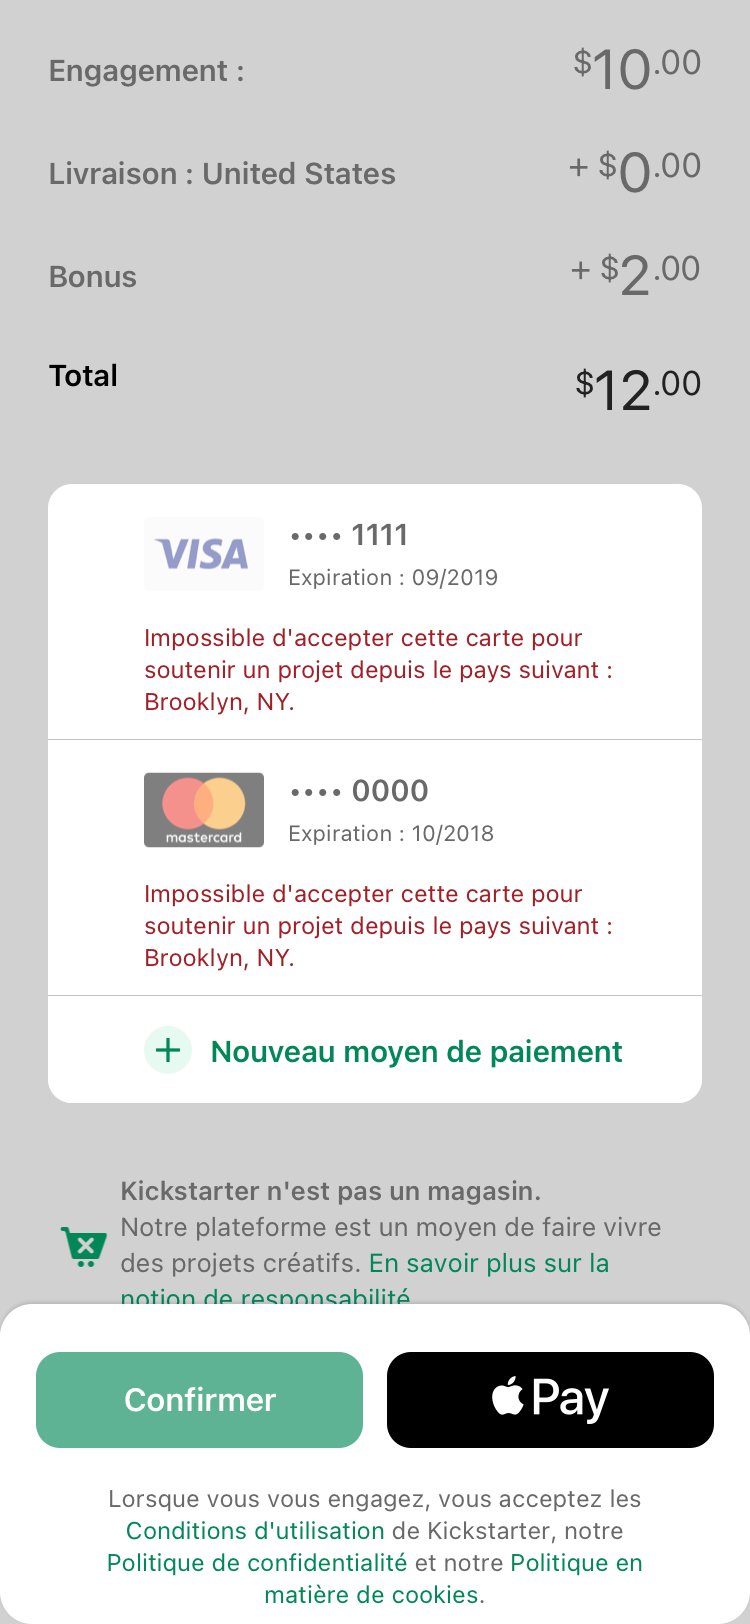 Engagement : $10.00
Livraison : United States + $0.00
Bonus + $2.00
Total $12.00
VISA •••• 1111
Expiration : 09/2019
Impossible d'accepter cette carte pour
soutenir un projet depuis le pays suivant :
Brooklyn, NY.
•••• 0000
mastercard Expiration : 10/2018
Impossible d'accepter cette carte pour
soutenir un projet depuis le pays suivant :
Brooklyn, NY.
+ Nouveau moyen de paiement
Kickstarter n'est pas un magasin.
Notre plateforme est un moyen de faire vivre
des projets créatifs. En savoir plus sur la
notion de responsabilité
Confirmer Pay
Lorsque vous vous engagez, vous acceptez les
Conditions d'utilisation de Kickstarter, notre
Politique de confidentialité et notre Politique en
matière de cookies.